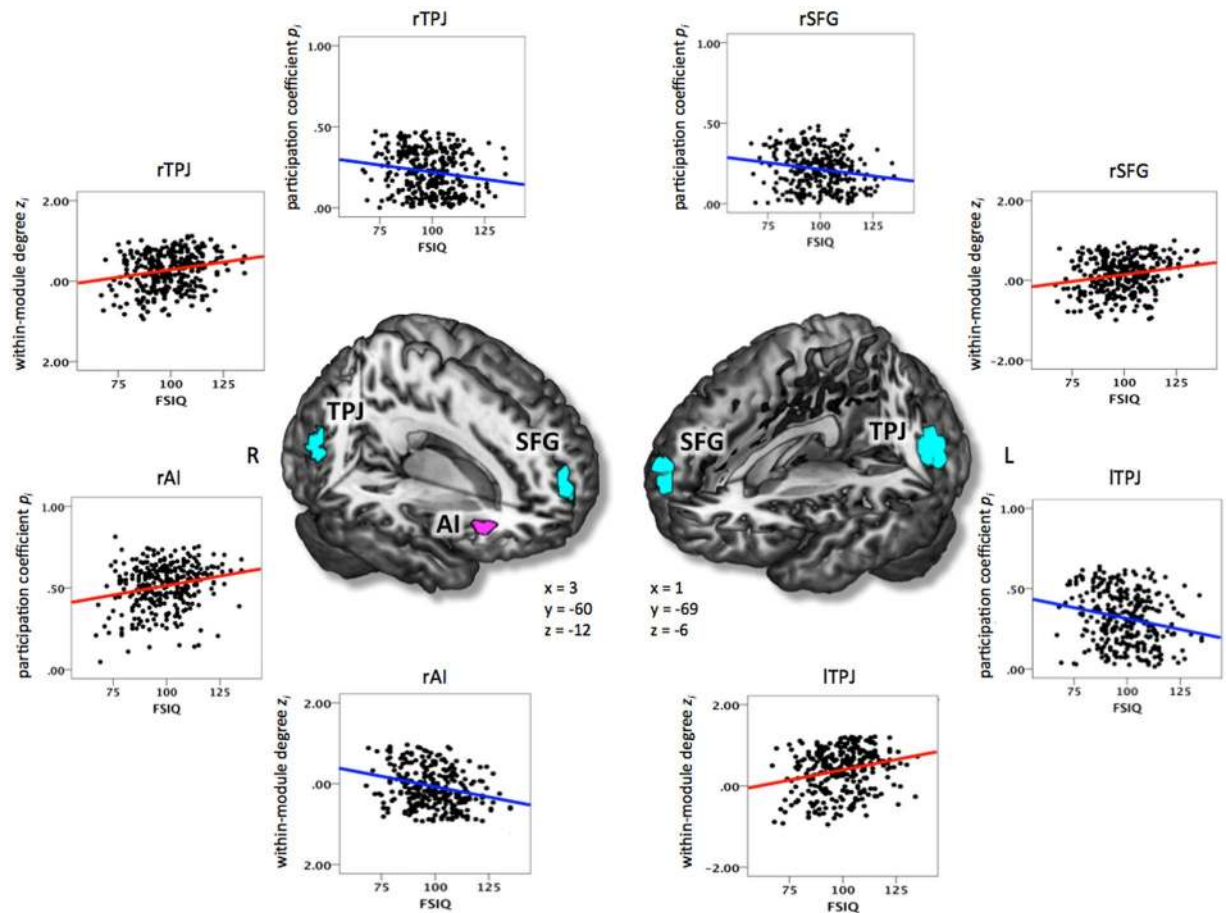 rTPJ
participation coefficient pi
1.00
.50
.00
75 100 125
FSIQ
rSFG
participation coefficient pi
1.00
.50
.00
75 100 125
FSIQ
rTPJ
within-module degree zi
2.00
.00
2.00
75 100 125
FSIQ
rSFG
within-module degree zi
2.00
.00
-2.00
75 100 125
FSIQ
TPJ
SFG
AI
R
x = 3
y = -60
z = -12
SFG
TPJ
L
x = 1
y = -69
z = -6
rAI
participation coefficient pi
1.00
.50
.00
75 100 125
FSIQ
lTPJ
participation coefficient pi
1.00
.50
.00
75 100 125
FSIQ
rAI
within-module degree zi
2.00
.00
2.00
75 100 125
FSIQ
lTPJ
within-module degree zi
2.00
.00
-2.00
75 100 125
FSIQ